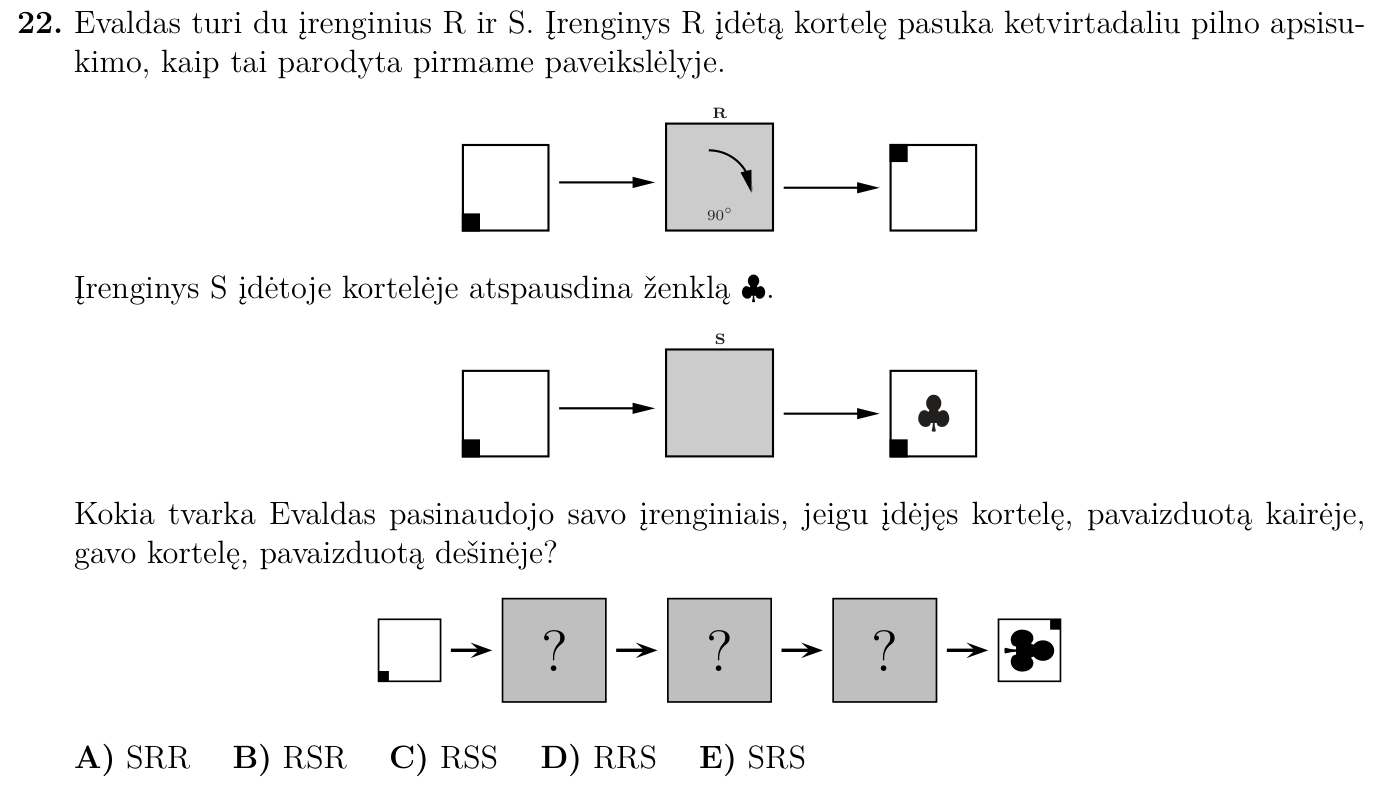 22. Evaldas turi du įrenginius R ir S. Įrenginys R įdėtą kortelę pasuka ketvirtadaliu pilno apsisu-
kimo, kaip tai parodyta pirmame paveikslėlyje.
R
90°
Įrenginys S įdėtoje kortelėje atspausdina ženklą ♣.
S
Kokia tvarka Evaldas pasinaudojo savo įrenginiais, jeigu įdėjęs kortelę, pavaizduotą kairėje,
gavo kortelę, pavaizduotą dešinėje?
? ? ?
A) SRR B) RSR C) RSS D) RRS E) SRS